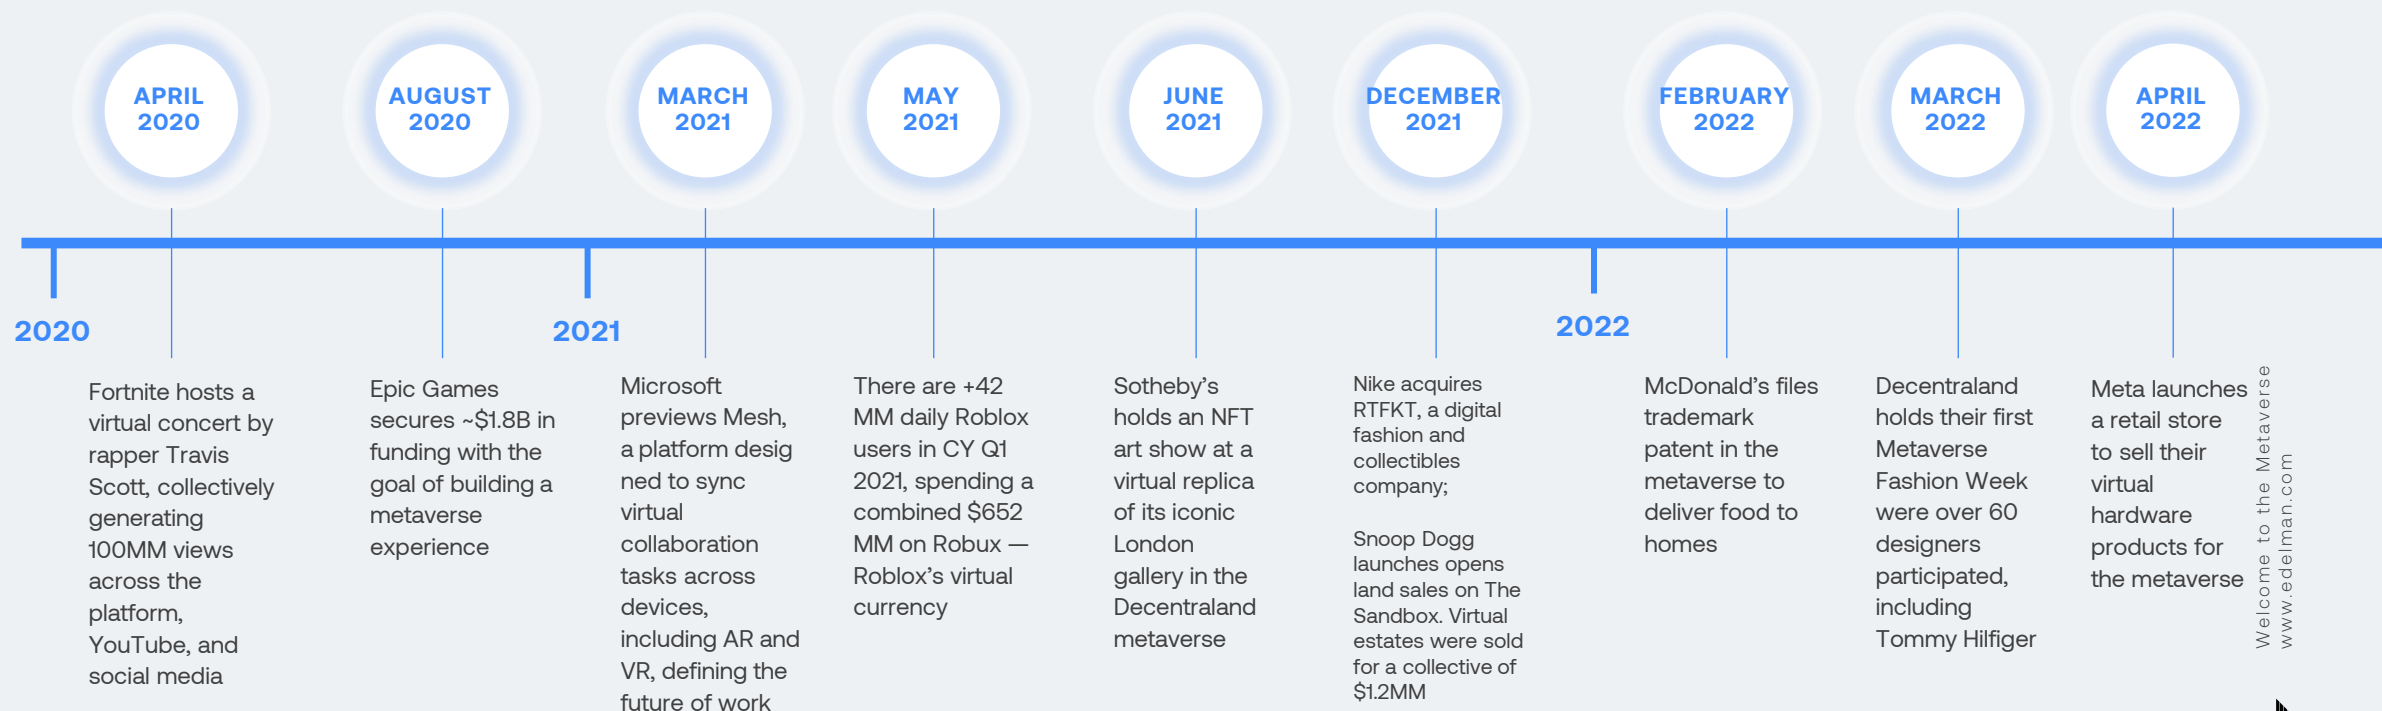 APRIL
2020
AUGUST
2020
MARCH
2021
MAY
2021
JUNE
2021
DECEMBER
2021
FEBRUARY
2022
MARCH
2022
APRIL
2022
2020
2021
2022
Fortnite hosts a
virtual concert by
rapper Travis
Scott, collectively
generating
100MM views
across the
platform,
YouTube, and
social media
Epic Games
secures ~$1.8B in
funding with the
goal of building a
metaverse
experience
Microsoft
previews Mesh,
a platform desig
ned to sync
virtual
collaboration
tasks across
devices,
including AR and
VR, defining the
future of work
There are +42
MM daily Roblox
users in CY Q1
2021, spending a
combined $652
MM on Robux —
Roblox’s virtual
currency
Sotheby’s
holds an NFT
art show at a
virtual replica
of its iconic
London
gallery in the
Decentraland
metaverse
Nike acquires
RTFKT, a digital
fashion and
collectibles
company;
Snoop Dogg
launches opens
land sales on The
Sandbox. Virtual
estates were sold
for a collective of
$1.2MM
McDonald’s files
trademark
patent in the
metaverse to
deliver food to
homes
Decentraland
holds their first
Metaverse
Fashion Week
were over 60
designers
participated,
including
Tommy Hilfiger
Meta launches
a retail store
to sell their
virtual
hardware
products for
the metaverse
Welcome to the Metaverse
www.edelman.com